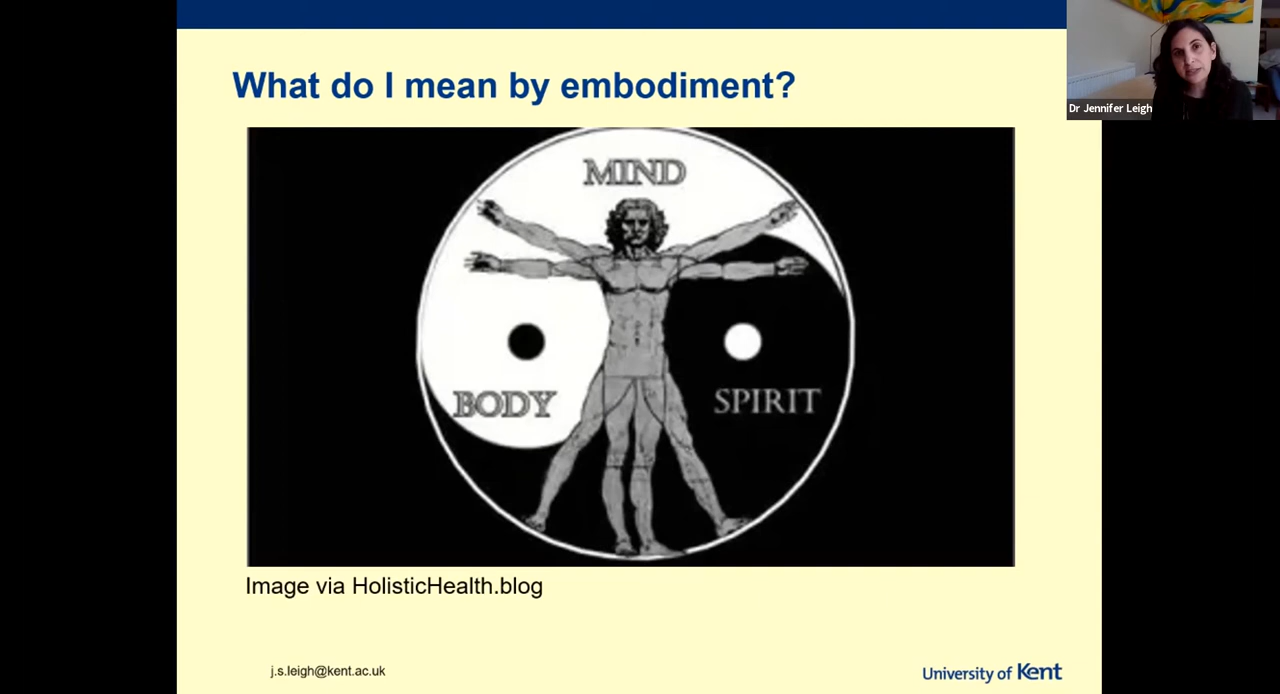 What do I mean by embodiment?
Dr Jennifer Leigh
MIND
BODY
SPIRIT
Image via HolisticHealth.blog
j.s.leigh@kent.ac.uk
University of Kent